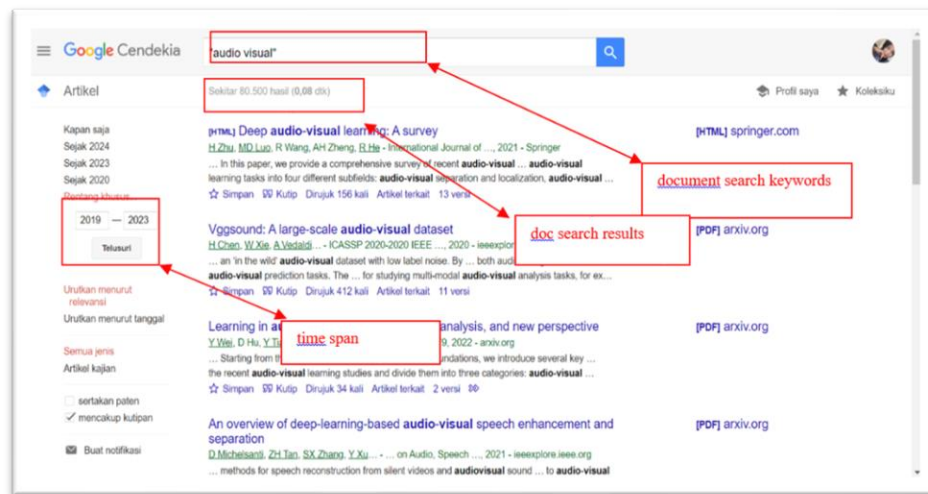 Google Cendekia
"audio visual"
Artikel
Sekitar 80.500 hasil (0,08 dtk)
Profil saya
Koleksiku
Kapan saja
Sejak 2024
Sejak 2023
Sejak 2020
Rentang khusus...
2019 — 2023
Telusuri
Urutkan menurut
relevansi
Urutkan menurut tanggal
Semua jenis
Artikel kajian
sertakan paten
mencakup kutipan
Buat notifikasi
[HTML] Deep audio-visual learning: A survey
H Zhu, MD Luo, R Wang, AH Zheng, R He - International Journal of ..., 2021 - Springer
... In this paper, we provide a comprehensive survey of recent audio-visual ... audio-visual
learning tasks into four different subfields: audio-visual separation and localization, audio-visual ...
Simpan Kutip Dirujuk 156 kali Artikel terkait 13 versi
[HTML] springer.com
document search keywords
Vggsound: A large-scale audio-visual dataset
H Chen, W Xie, A Vedaldi... - ICASSP 2020-2020 IEEE ..., 2020
... an 'in the wild' audio-visual dataset with low label noise. By ... both
audio-visual prediction tasks. The ... for studying multi-modal audio-visual analysis tasks, for ex...
Simpan Kutip Dirujuk 412 kali Artikel terkait 11 versi
[PDF] arxiv.org
doc search results
Learning in analysis, and new perspective
Y Wei, D Hu, 2022 - arxiv.org
... Starting from we introduce several key ...
the recent audio-visual learning studies and divide them into three categories: audio-visual ...
Simpan Kutip Dirujuk 34 kali Artikel terkait 2 versi
[PDF] arxiv.org
time span
An overview of deep-learning-based audio-visual speech enhancement and
separation
D Michelsanti, ZH Tan, SX Zhang, Y Xu... - ... on Audio, Speech ..., 2021 - ieeexplore.ieee.org
... methods for speech reconstruction from silent videos and audiovisual sound ... to audio-visual
[PDF] arxiv.org